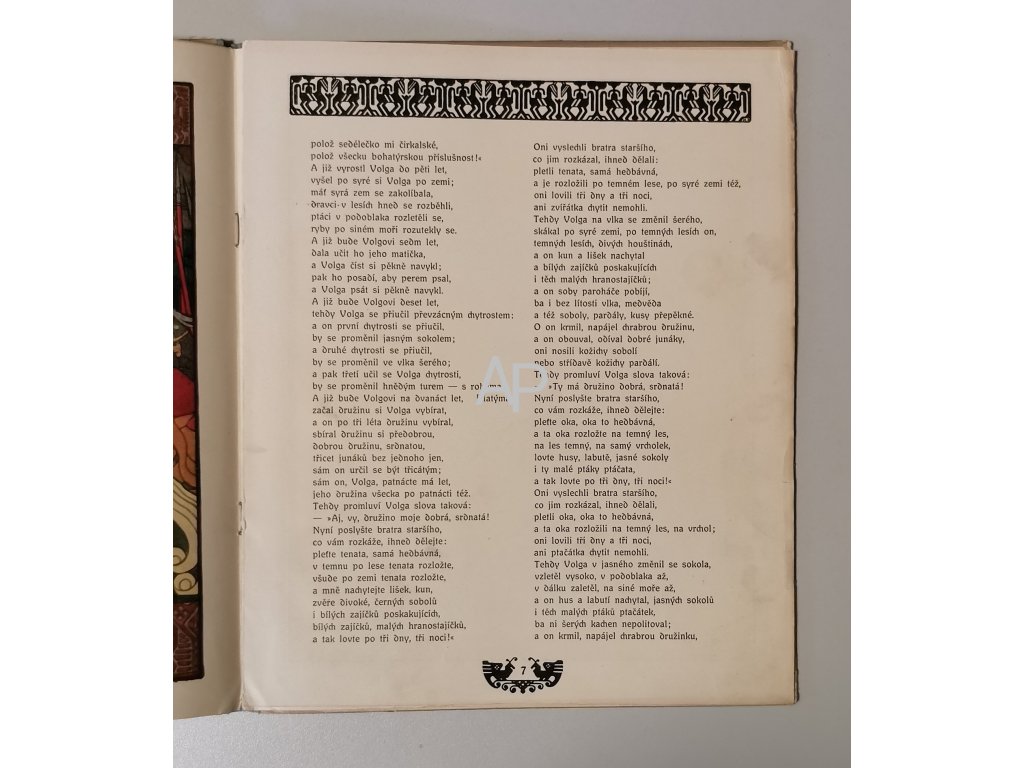 polož sedélečko mi čirkalské,
polož všecku bohatýrskou příslušnost!«
A již vyrostl Volga do pěti let,
vyšel po syré si Volga po zemi;
máť syrá zem se zakolíbala,
dravci v lesích hned se rozběhli,
ptáci v podoblaka rozletěli se,
ryby po siném moři rozutekly se.
A již bude Volgovi sedm let,
dala učit ho jeho matička,
a Volga číst si pěkně navykl;
pak ho posadí, aby perem psal,
a Volga psát si pěkně navykl.
A již bude Volgovi deset let,
tehdy Volga se přiučil převzácným chytrostem:
a on první chytrosti se přiučil,
by se proměnil jasným sokolem;
a druhé chytrosti se přiučil,
by se proměnil ve vlka šerého;
a pak třetí učil se Volga chytrosti,
by se proměnil hnědým turem — s rohama
A již bude Volgovi na dvanáct let, zlatýma.
začal družinu si Volga vybírat,
a on po tři léta družinu vybíral,
sbíral družinu si předobrou,
dobrou družinu, srdnatou,
třicet junáků bez jednoho jen,
sám on určil se být třicátým;
sám on, Volga, patnácte má let,
jeho družina všecka po patnácti též.
Tehdy promluví Volga slova taková:
— »Aj, vy, družino moje dobrá, srdnatá!
Nyní poslyšte bratra staršího,
co vám rozkáže, ihned dělejte:
pleťte tenata, samá hedbávná,
v temnu po lese tenata rozložte,
všude po zemi tenata rozložte,
a mně nachytejte lišek, kun,
zvěře divoké, černých sobolů
i bílých zajíčků poskakujících,
bílých zajíčků, malých hranostajíčků,
a tak lovte po tři dny, tři noci!«
Oni vyslechli bratra staršího,
co jim rozkázal, ihned dělali:
pletli tenata, samá hedbávná,
a je rozložili po temném lese, po syré zemi též,
oni lovili tři dny a tři noci,
ani zvířátka chytit nemohli.
Tehdy Volga na vlka se změnil šerého,
skákal po syré zemi, po temných lesích on,
temných lesích, divých houštinách,
a on kun a lišek nachytal
a bílých zajíčků poskakujících
i těch malých hranostajíčků;
a on soby paroháče pobíjí,
ba i bez lítosti vlka, medvěda
a též soboly, pardály, kusy přepěkné.
O on krmil, napájel chrabrou družinu,
a on obouval, odíval dobré junáky,
oni nosili kožichy sobolí
nebo střídavě kožichy pardálí.
Tehdy promluví Volga slova taková:
— »Ty má družino dobrá, srdnatá!
Nyní poslyšte bratra staršího,
co vám rozkáže, ihned dělejte:
pleťte oka, oka to hedbávná,
a ta oka rozložte na temný les,
na les temný, na samý vrcholek,
lovte husy, labutě, jasné sokoly
i ty malé ptáky ptáčata,
a tak lovte po tři dny, tři noci!«
Oni vyslechli bratra staršího,
co jim rozkázal, ihned dělali,
pletli oka, oka to hedbávná,
a ta oka rozložili na temný les, na vrchol;
oni lovili tři dny a tři noci,
ani ptačátka chytit nemohli.
Tehdy Volga v jasného změnil se sokola,
vzletěl vysoko, v podoblaka až,
v dálku zaletěl, na siné moře až,
a on hus a labutí nachytal, jasných sokolů
i těch malých ptáků ptačátek,
ba ni šerých kachen nepolitoval;
a on krmil, napájel chrabrou družinku,
7
AP